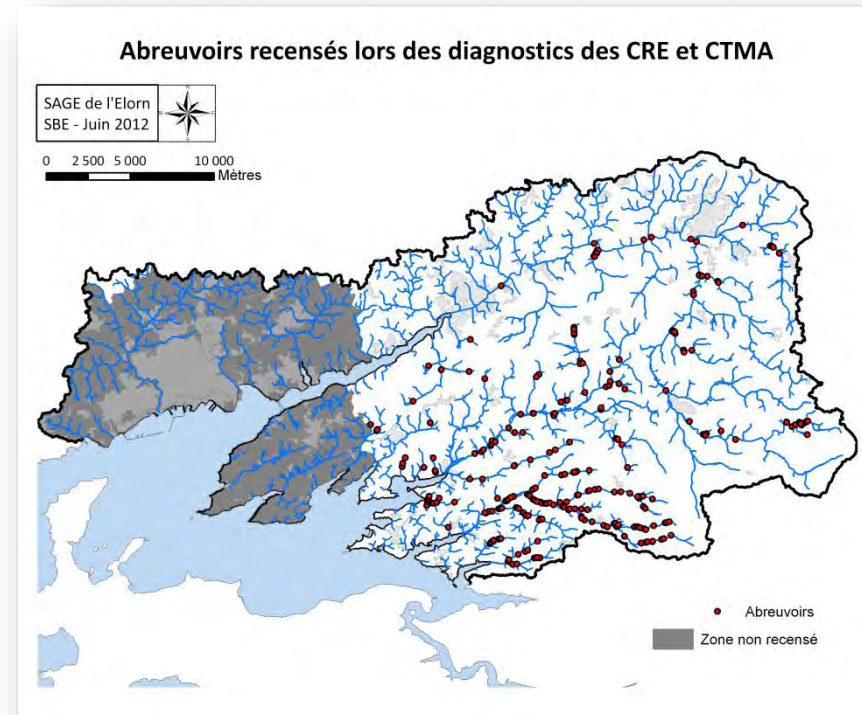 Abreuvoirs recensés lors des diagnostics des CRE et CTMA
SAGE de l'Elorn
SBE - Juin 2012
0 2 500 5 000 10 000
Mètres
Abreuvoirs
Zone non recensé